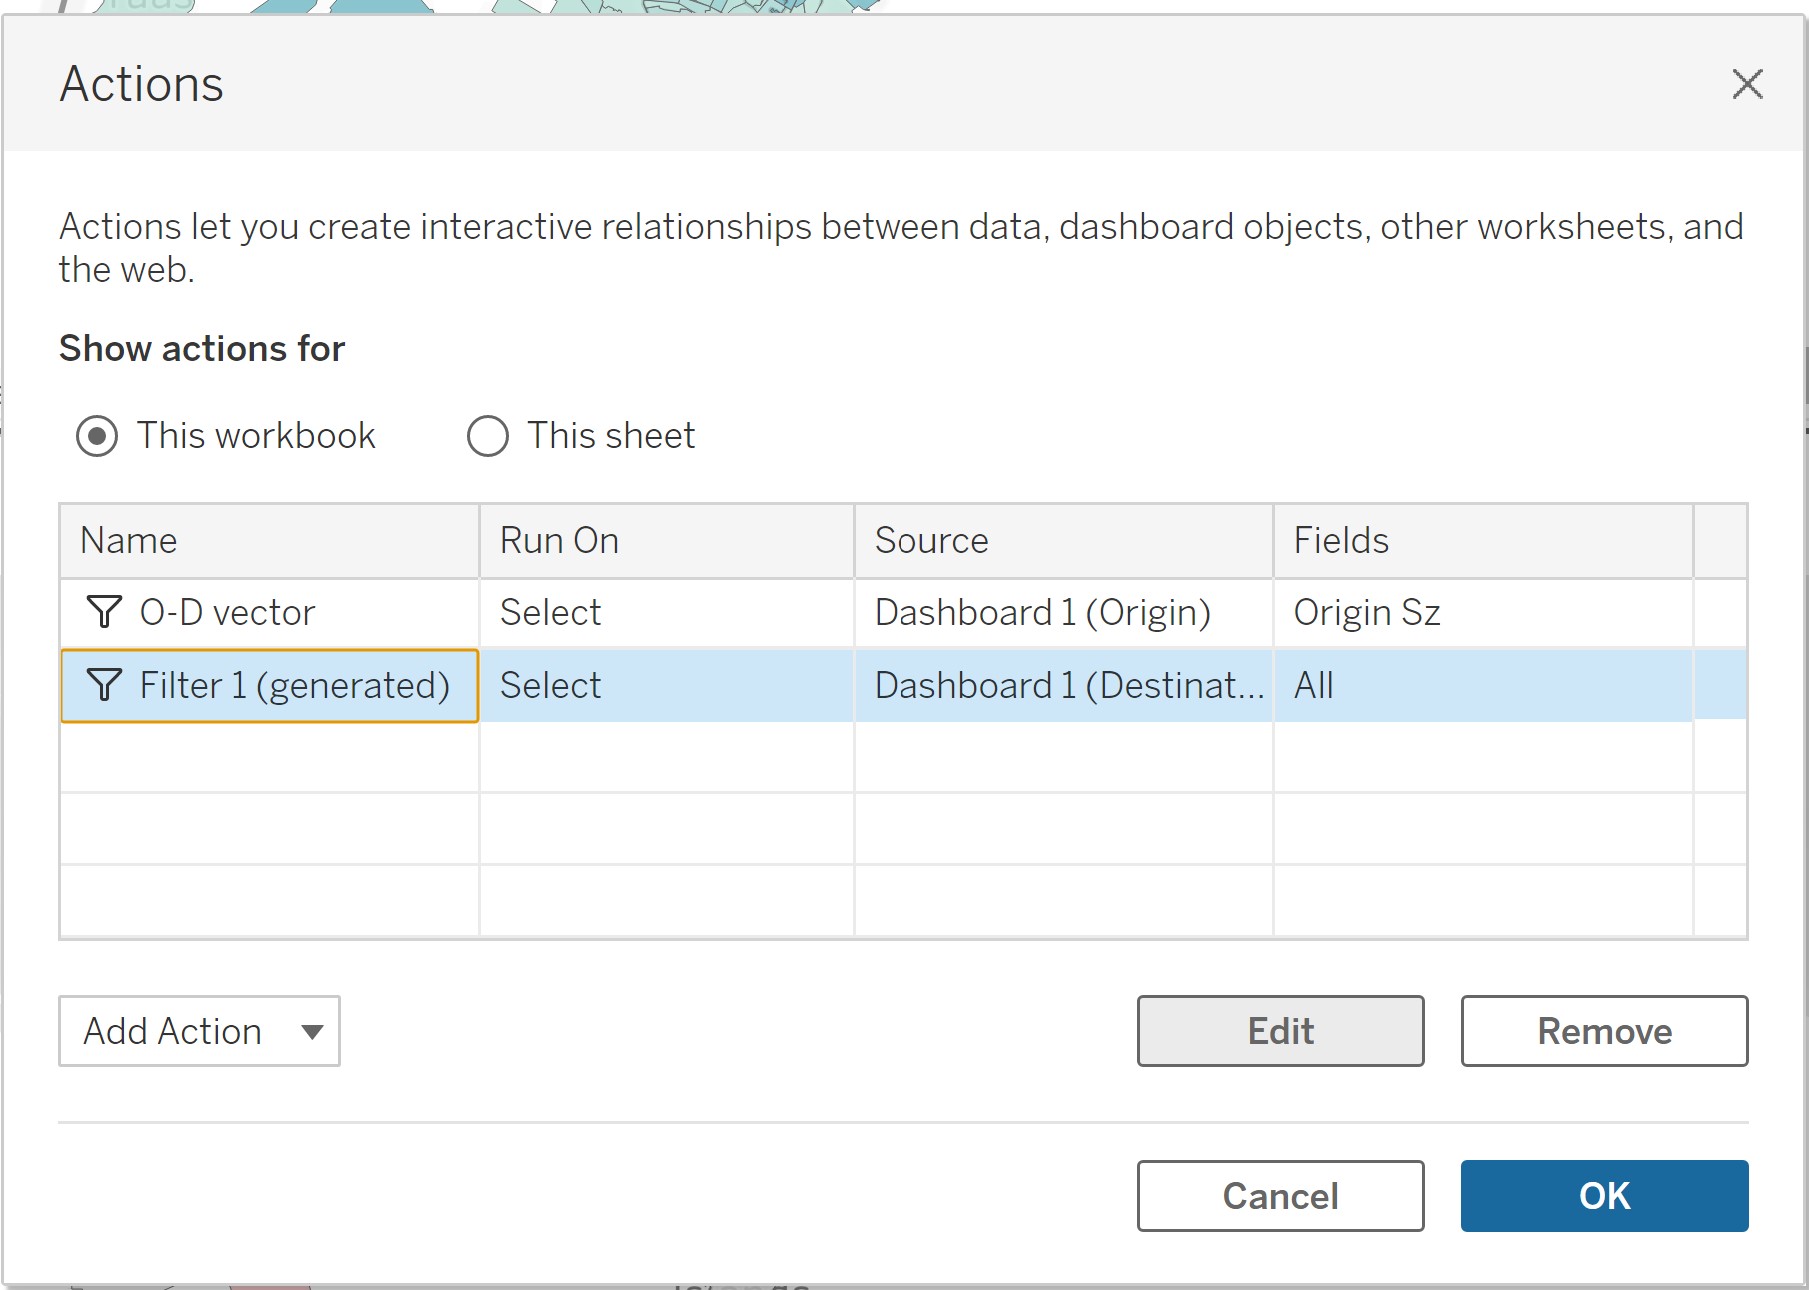 Actions
Actions let you create interactive relationships between data, dashboard objects, other worksheets, and
the web.
Show actions for
This workbook This sheet
Name Run On Source Fields
O-D vector Select Dashboard 1 (Origin) Origin Sz
Filter 1 (generated) Select Dashboard 1 (Destinat... All
Add Action Edit Remove
Cancel OK